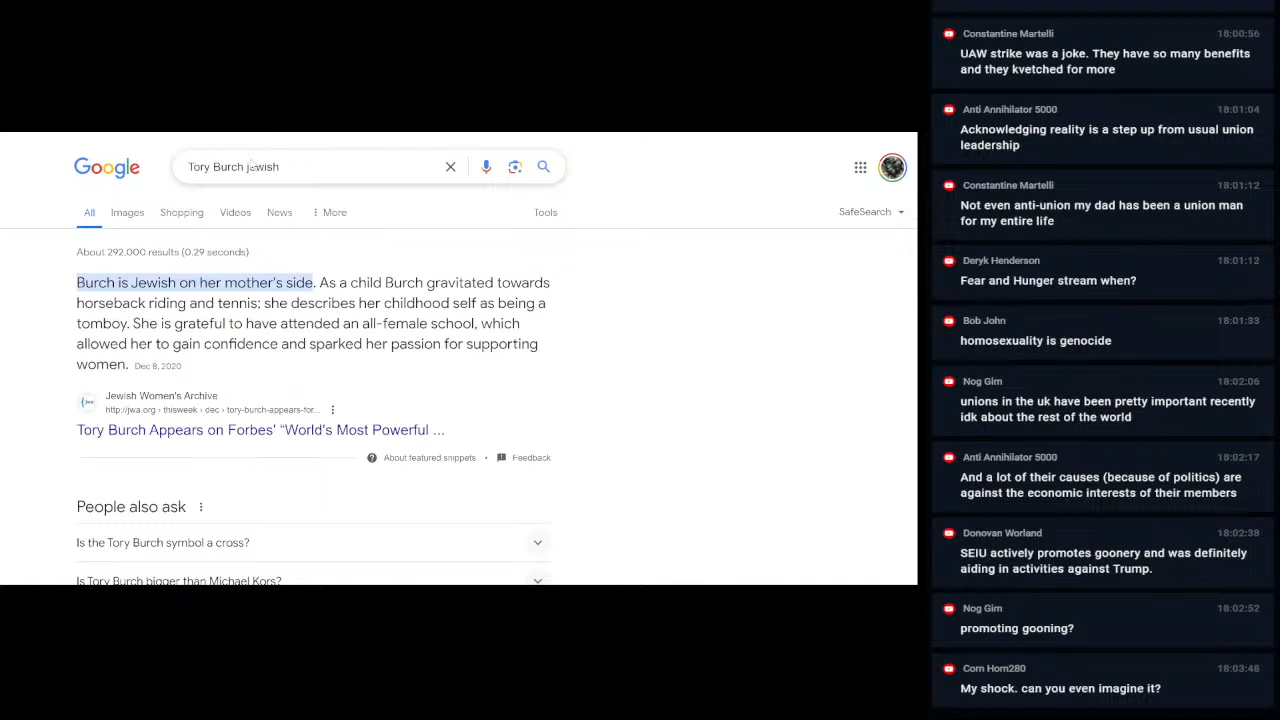 Google
Tory Burch jewish
All
Images
Shopping
Videos
News
More
Tools
SafeSearch
About 292,000 results (0.29 seconds)
Burch is Jewish on her mother's side. As a child Burch gravitated towards
horseback riding and tennis; she describes her childhood self as being a
tomboy. She is grateful to have attended an all-female school, which
allowed her to gain confidence and sparked her passion for supporting
women. Dec 8, 2020
Jewish Women's Archive
http://jwa.org › thisweek › dec › tory-burch-appears-for...
Tory Burch Appears on Forbes' “World's Most Powerful ...
About featured snippets • Feedback
People also ask
Is the Tory Burch symbol a cross?
Is Tory Burch bigger than Michael Kors?
Constantine Martelli 18:00:56
UAW strike was a joke. They have so many benefits
and they kvetched for more
Anti Annihilator 5000 18:01:04
Acknowledging reality is a step up from usual union
leadership
Constantine Martelli 18:01:12
Not even anti-union my dad has been a union man
for my entire life
Deryk Henderson 18:01:12
Fear and Hunger stream when?
Bob John 18:01:33
homosexuality is genocide
Nog Gim 18:02:06
unions in the uk have been pretty important recently
idk about the rest of the world
Anti Annihilator 5000 18:02:17
And a lot of their causes (because of politics) are
against the economic interests of their members
Donovan Worland 18:02:38
SEIU actively promotes goonery and was definitely
aiding in activities against Trump.
Nog Gim 18:02:52
promoting gooning?
Corn Horn280 18:03:48
My shock. can you even imagine it?